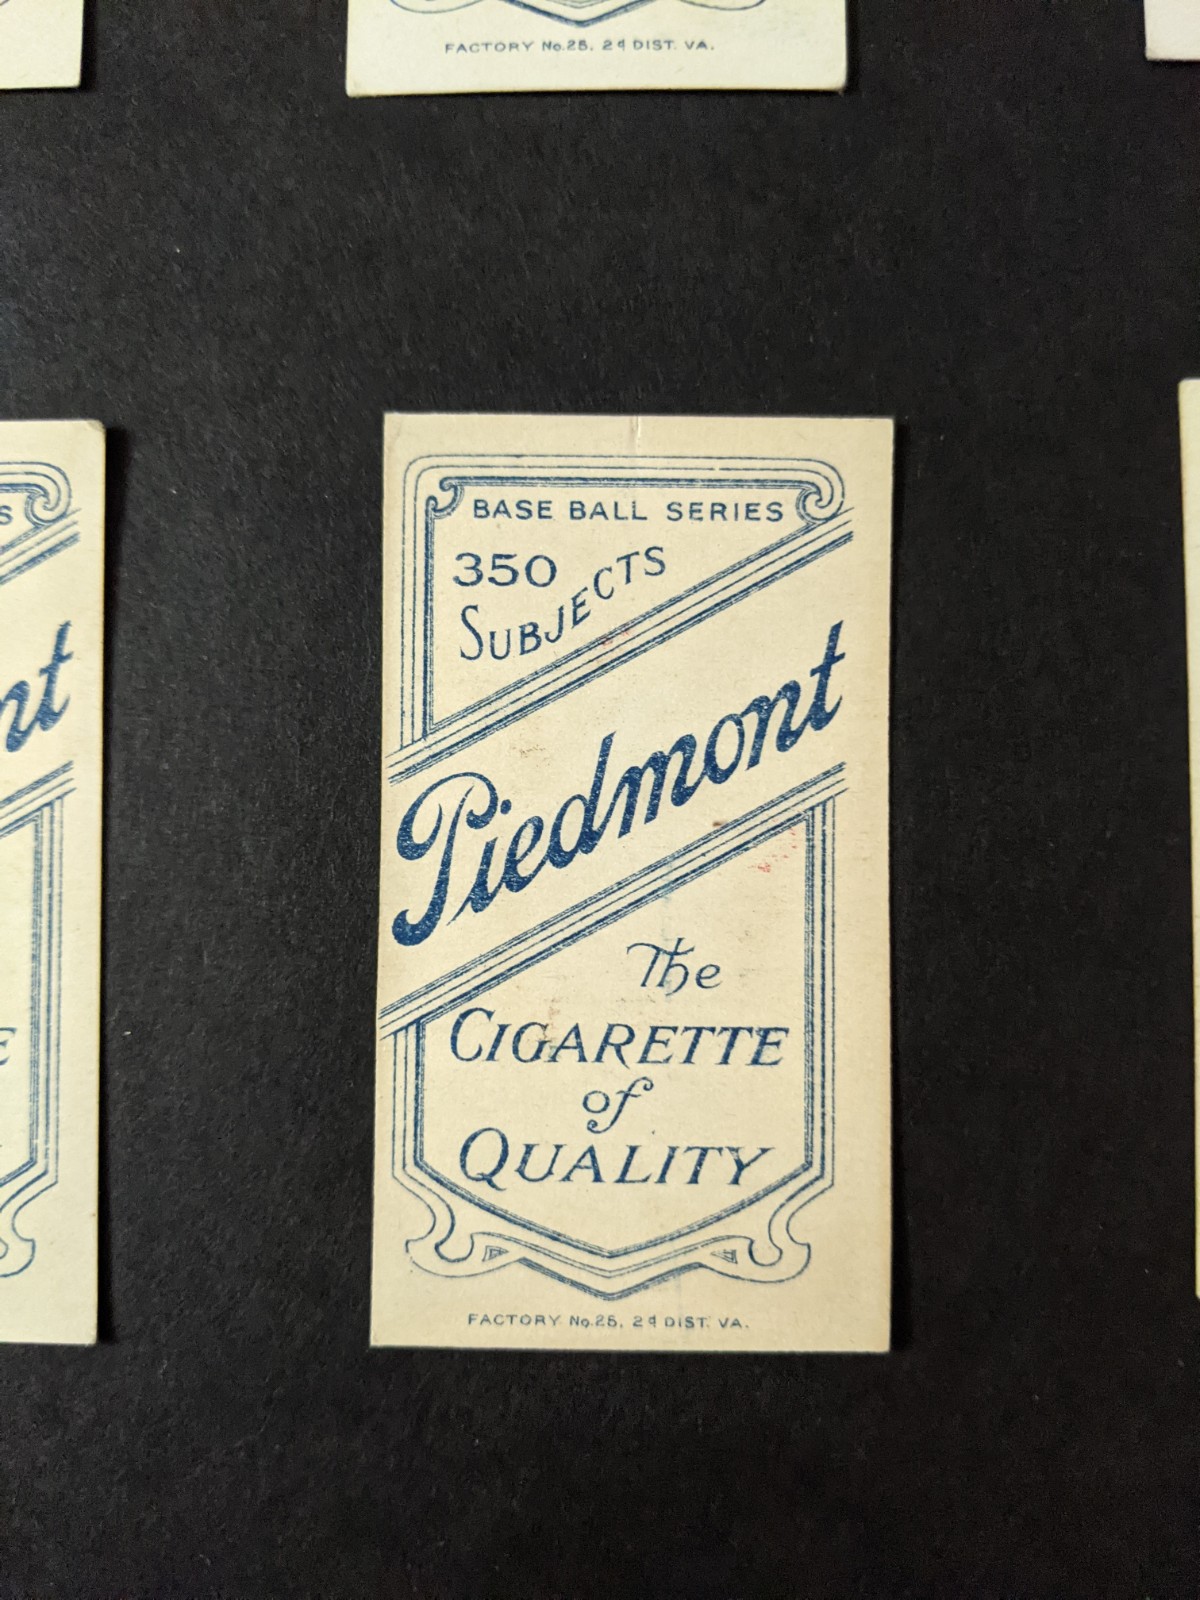 FACTORY No.25, 2d DIST. VA.
S
nt
E
BASE BALL SERIES
350
SUBJECTS
Piedmont
The
CIGARETTE
of
QUALITY
FACTORY No.25, 2d DIST. VA.